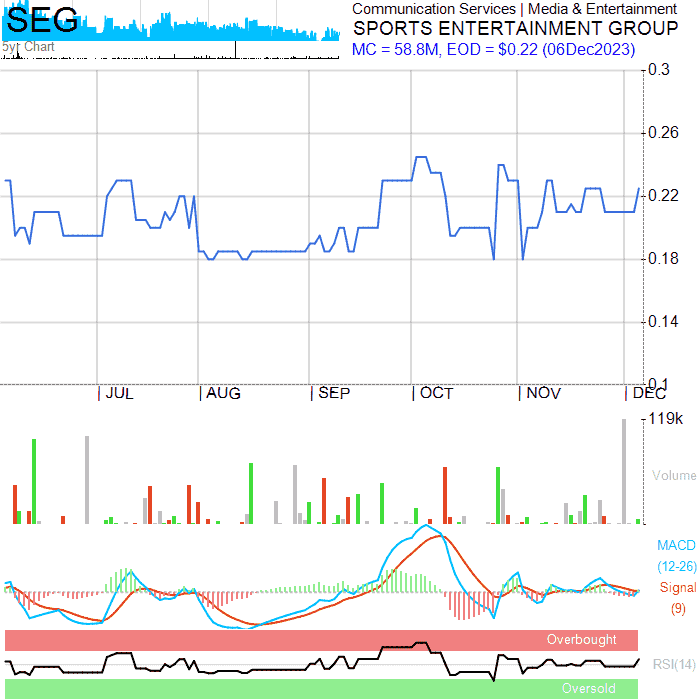 SEG
Communication Services | Media & Entertainment
SPORTS ENTERTAINMENT GROUP
5yr Chart
MC = 58.8M, EOD = $0.22 (06Dec2023)
0.3
0.26
0.22
0.18
0.14
0.1
JUL AUG SEP OCT NOV DEC
119k
Volume
MACD
(12-26)
Signal
(9)
Overbought
RSI(14)
Oversold